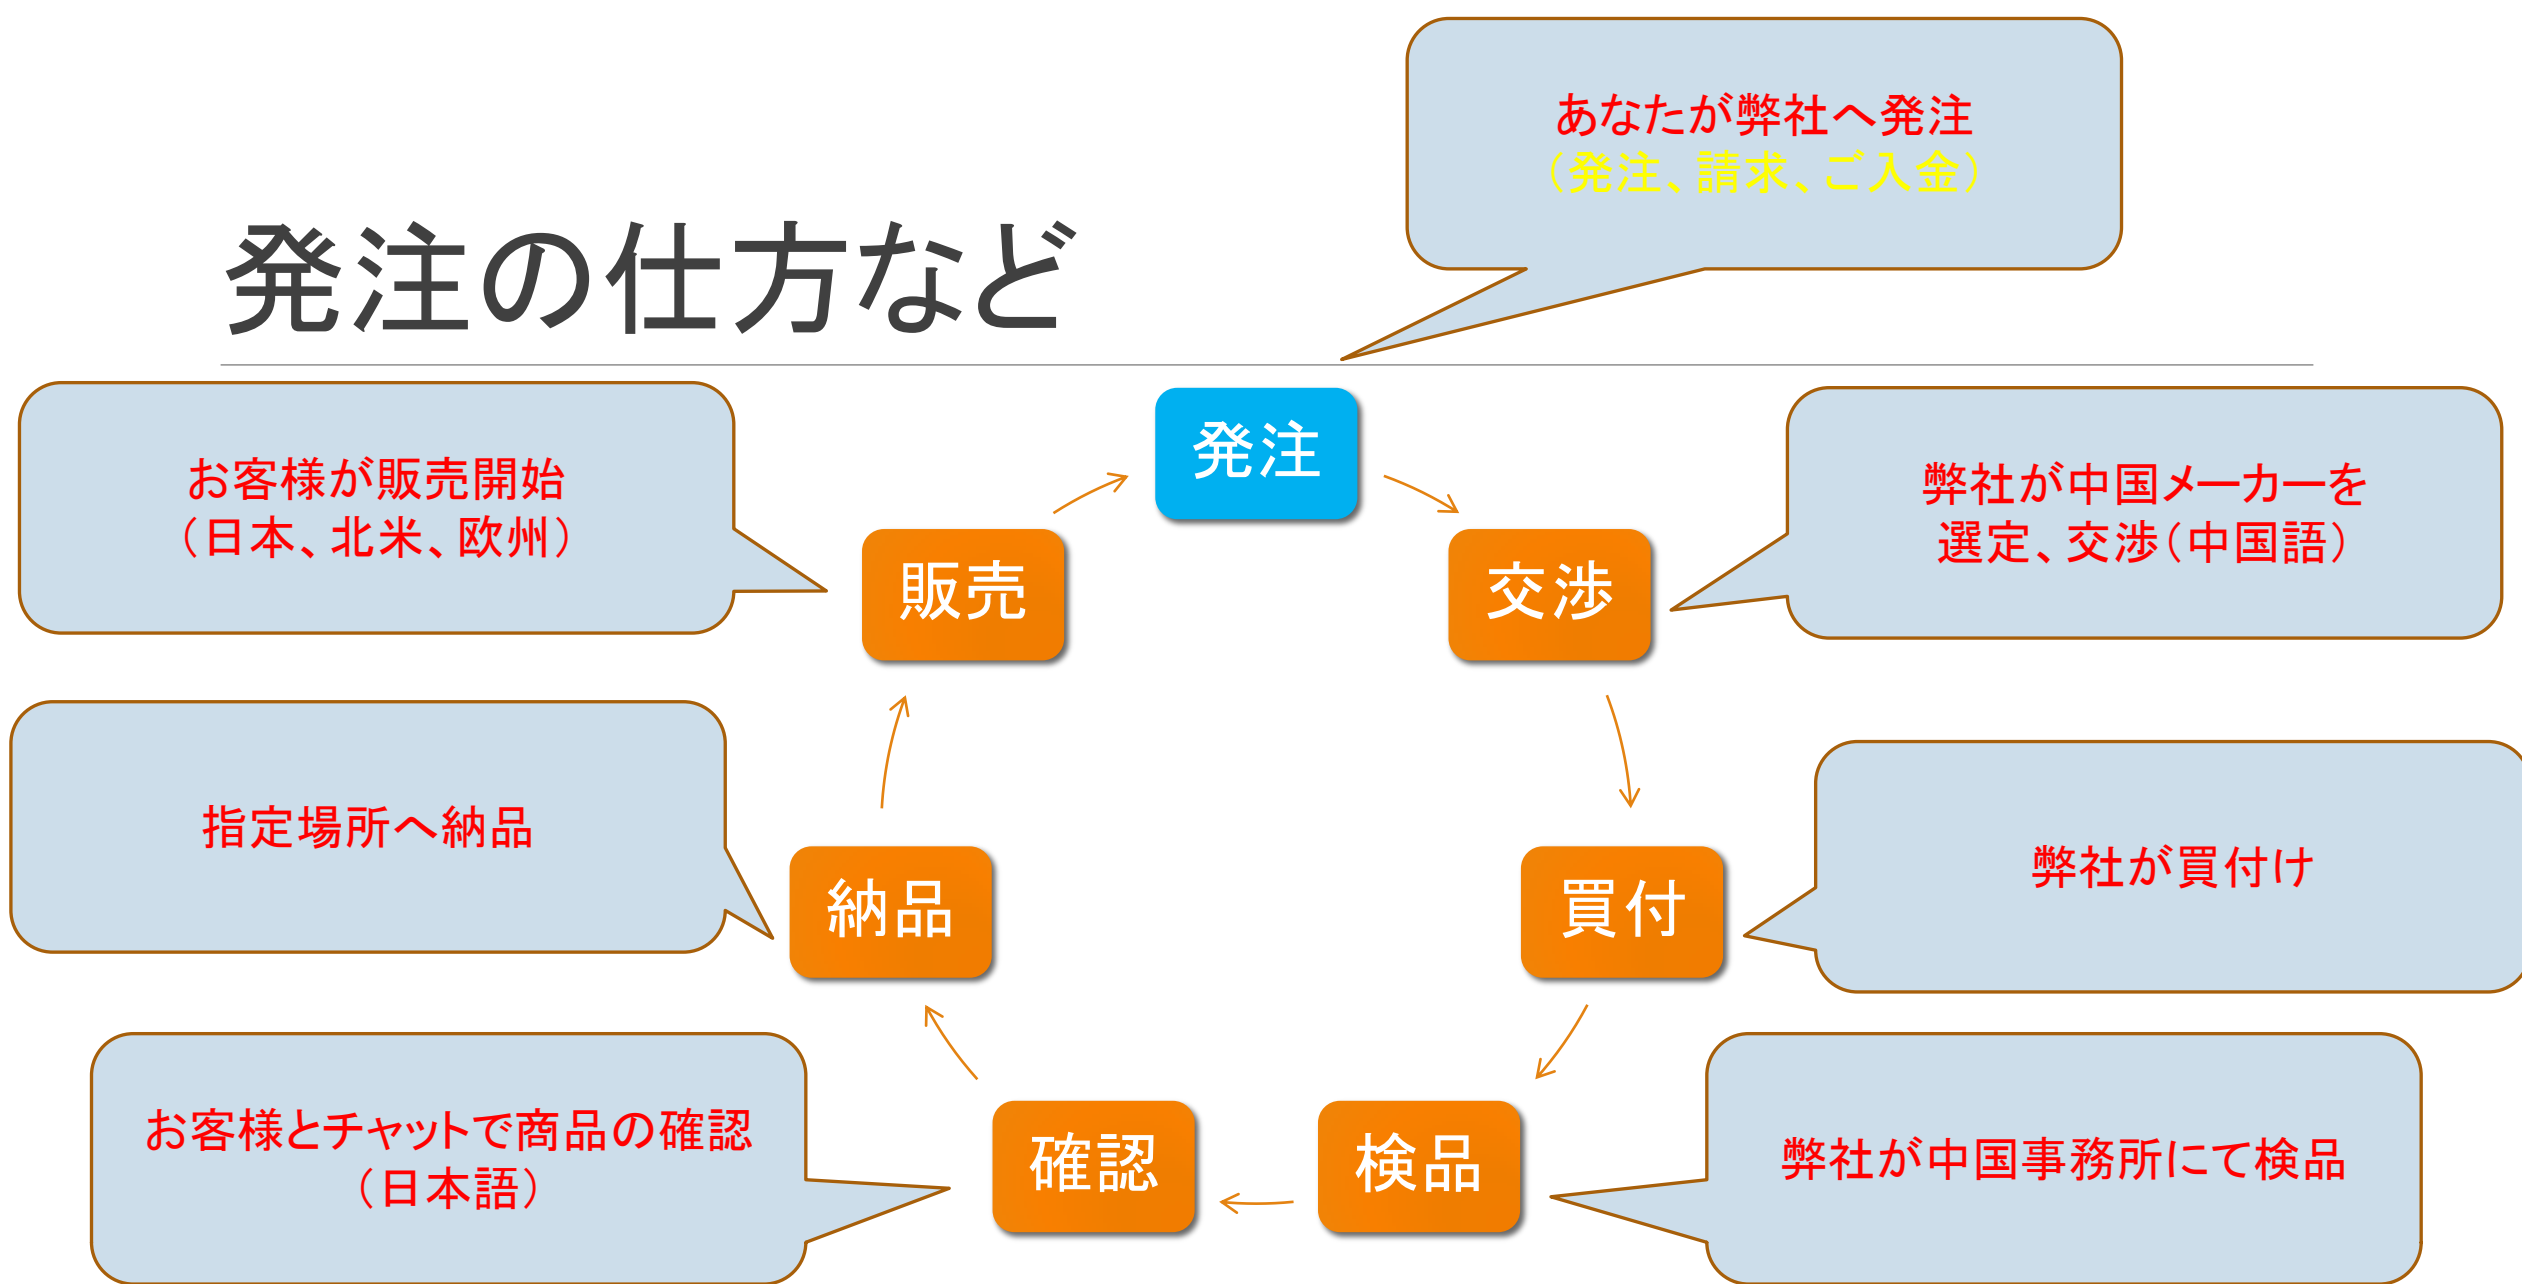 発注の仕方など
あなたが弊社へ発注
（発注、請求、ご入金）
発注
弊社が中国メーカーを
選定、交渉（中国語）
交渉
弊社が買付け
買付
弊社が中国事務所にて検品
検品
お客様とチャットで商品の確認
（日本語）
確認
指定場所へ納品
納品
お客様が販売開始
（日本、北米、欧州）
販売